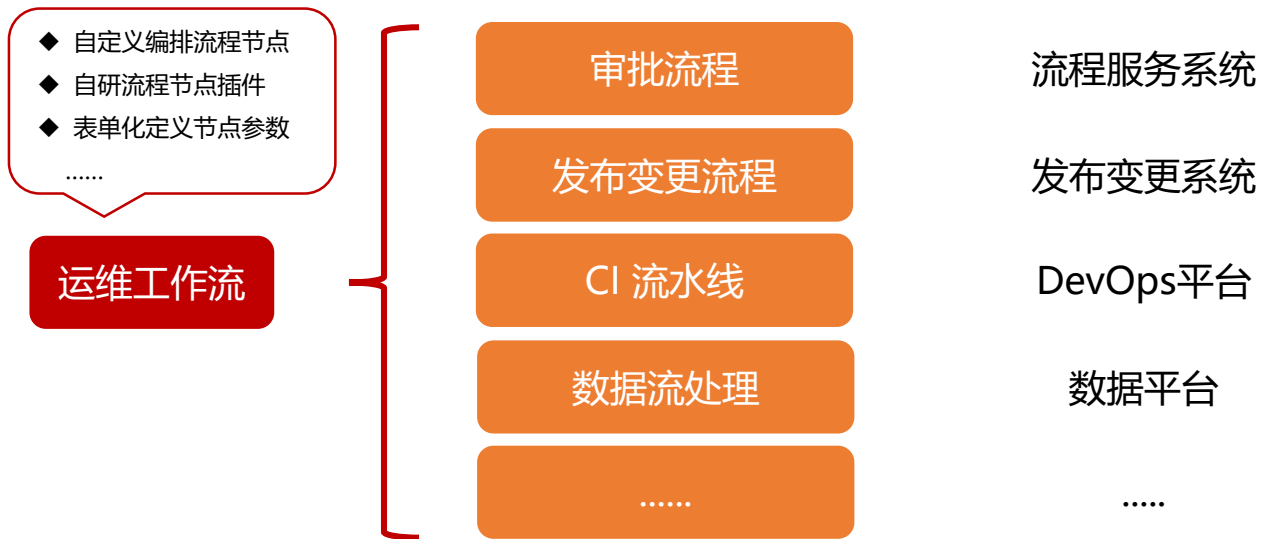 ◆ 自定义编排流程节点
◆ 自研流程节点插件
◆ 表单化定义节点参数
......
运维工作流
审批流程
流程服务系统
发布变更流程
发布变更系统
CI 流水线
DevOps平台
数据流处理
数据平台
......
.....